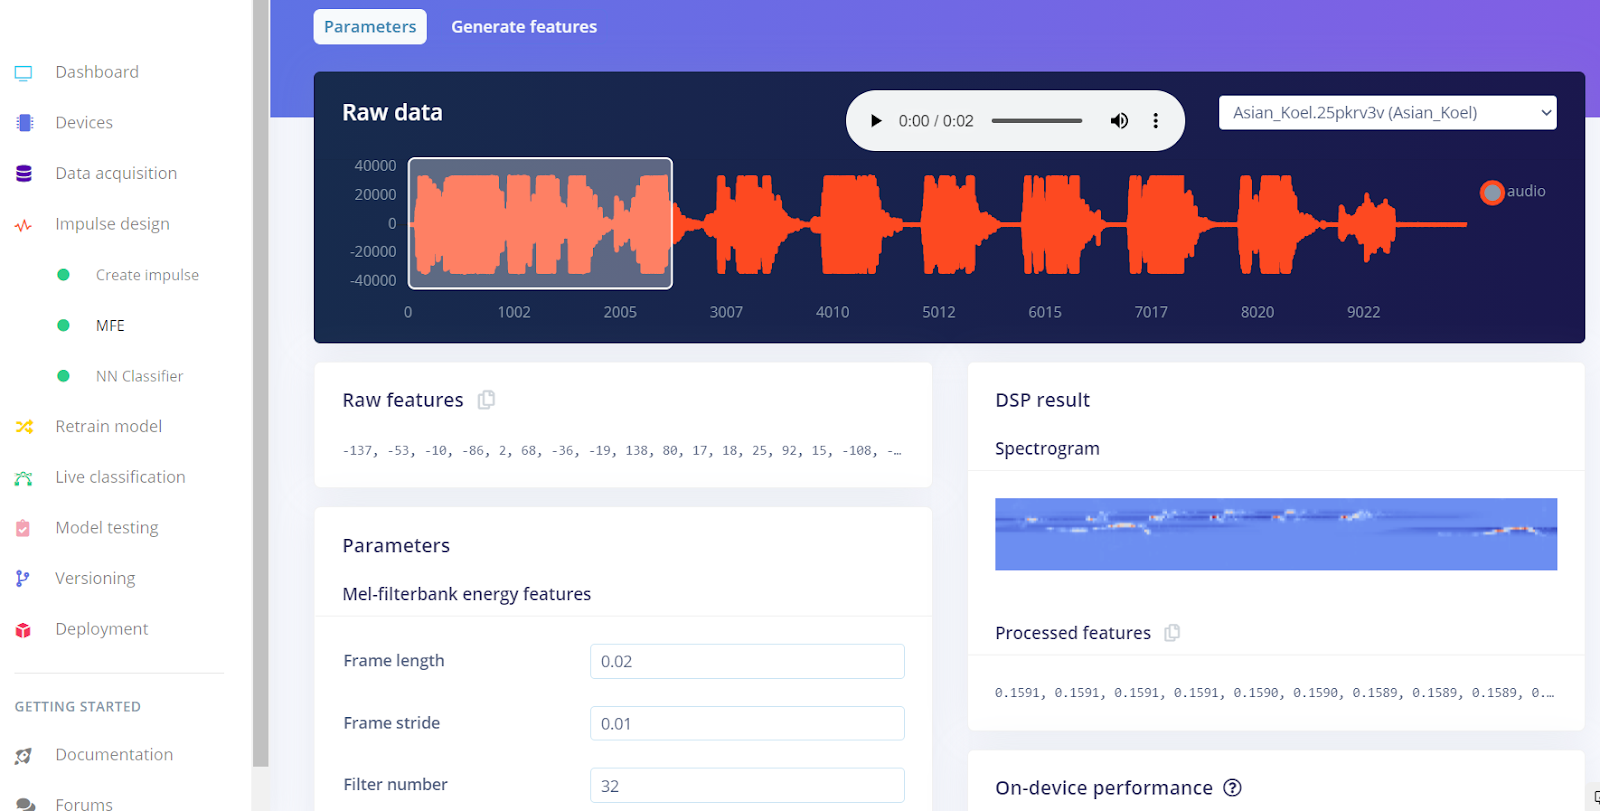 Dashboard
Devices
Data acquisition
Impulse design
Create impulse
MFE
NN Classifier
Retrain model
Live classification
Model testing
Versioning
Deployment
GETTING STARTED
Documentation
Forums
Parameters Generate features
Raw data
0:00 / 0:02
Asian_Koel.25pkrv3v (Asian_Koel)
40000
20000
0
-20000
-40000
0 1002 2005 3007 4010 5012 6015 7017 8020 9022
audio
Raw features
-137, -53, -10, -86, 2, 68, -36, -19, 138, 80, 17, 18, 25, 92, 15, -108, -…
Parameters
Mel-filterbank energy features
Frame length 0.02
Frame stride 0.01
Filter number 32
DSP result
Spectrogram
Processed features
0.1591, 0.1591, 0.1591, 0.1591, 0.1590, 0.1590, 0.1589, 0.1589, 0.1589, 0.…
On-device performance ?